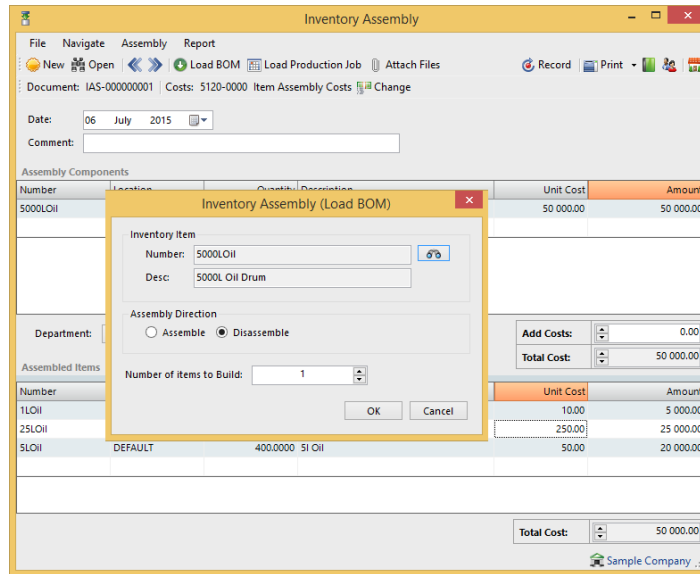 Inventory Assembly
File Navigate Assembly Report
New Open Load BOM Load Production Job Attach Files Record Print
Document: IAS-000000001 Costs: 5120-0000 Item Assembly Costs Change
Date: 06 July 2015
Comment:
Assembly Components
Number Location Quantity Description Unit Cost Amount
5000LOil 50 000.00 50 000.00
Inventory Assembly (Load BOM)
Inventory Item
Number: 5000LOil
Desc: 5000L Oil Drum
Assembly Direction
Assemble Disassemble
Number of items to Build: 1
OK Cancel
Department: Add Costs: 0.00
Total Cost: 50 000.00
Assembled Items
Number Unit Cost Amount
1LOil 10.00 5 000.00
25LOil 250.00 25 000.00
5LOil DEFAULT 400.0000 5l Oil 50.00 20 000.00
Total Cost: 50 000.00
Sample Company